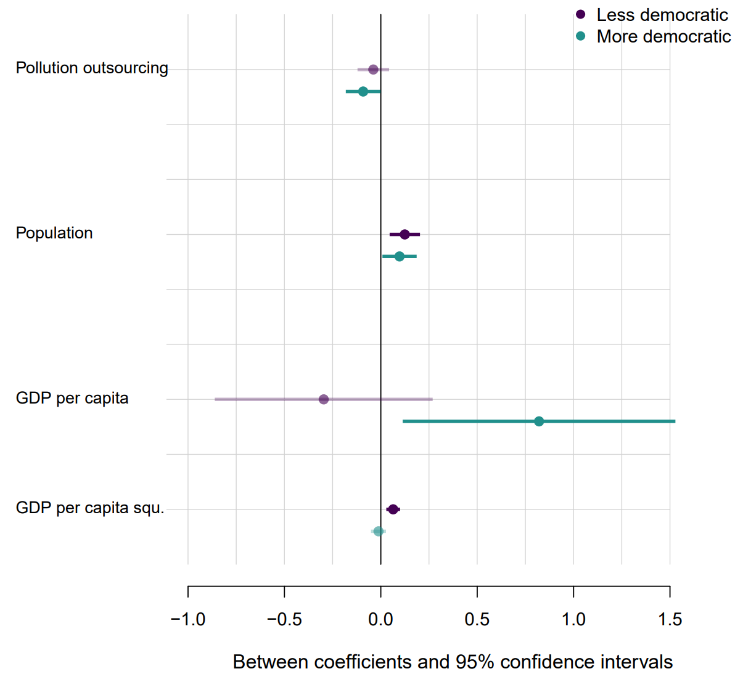 Less democratic
More democratic
Pollution outsourcing
Population
GDP per capita
GDP per capita squ.
−1.0 −0.5 0.0 0.5 1.0 1.5
Between coefficients and 95% confidence intervals